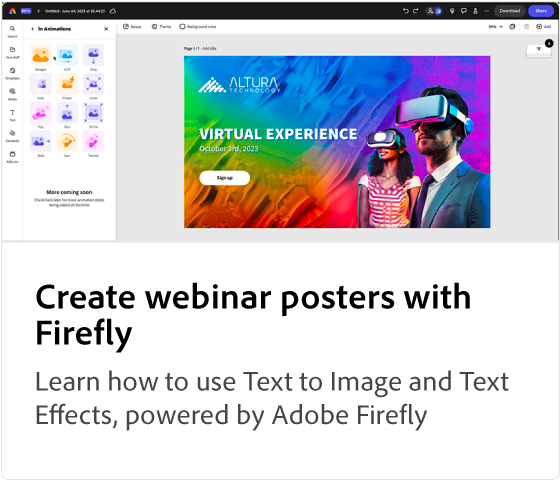 BETA
Untitled - June 04, 2023 at 20.44.25
Download
Share
In Animations
Resize
Theme
Background color
Add
Search
Your stuff
Templates
Media
Text
Elements
Add-ons
Page 1 / 1 - Add title
Bungee
Drift
Drop
Fade
Flicker
Grow
Pop
Rise
Shrink
Slide
Spin
Tumble
More coming soon
Check back later for more animation styles
being added all the time
ALTURA
TECHNOLOGY
VIRTUAL EXPERIENCE
October 3rd, 2023
Sign up
Create webinar posters with
Firefly
Learn how to use Text to Image and Text
Effects, powered by Adobe Firefly